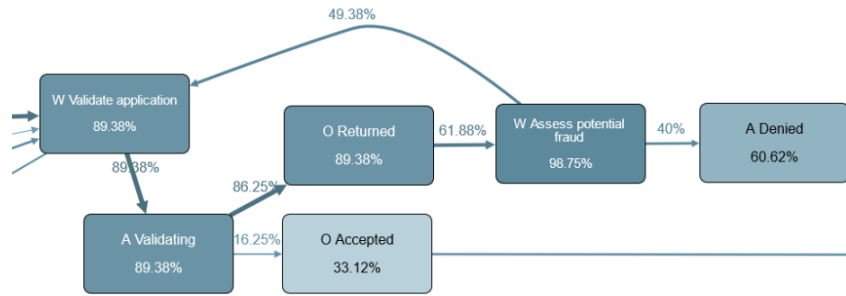 49.38%
W Validate application
89.38%
89.38%
O Returned
89.38%
61.88%
W Assess potential
fraud
98.75%
40%
A Denied
60.62%
86.25%
A Validating
89.38%
16.25%
O Accepted
33.12%